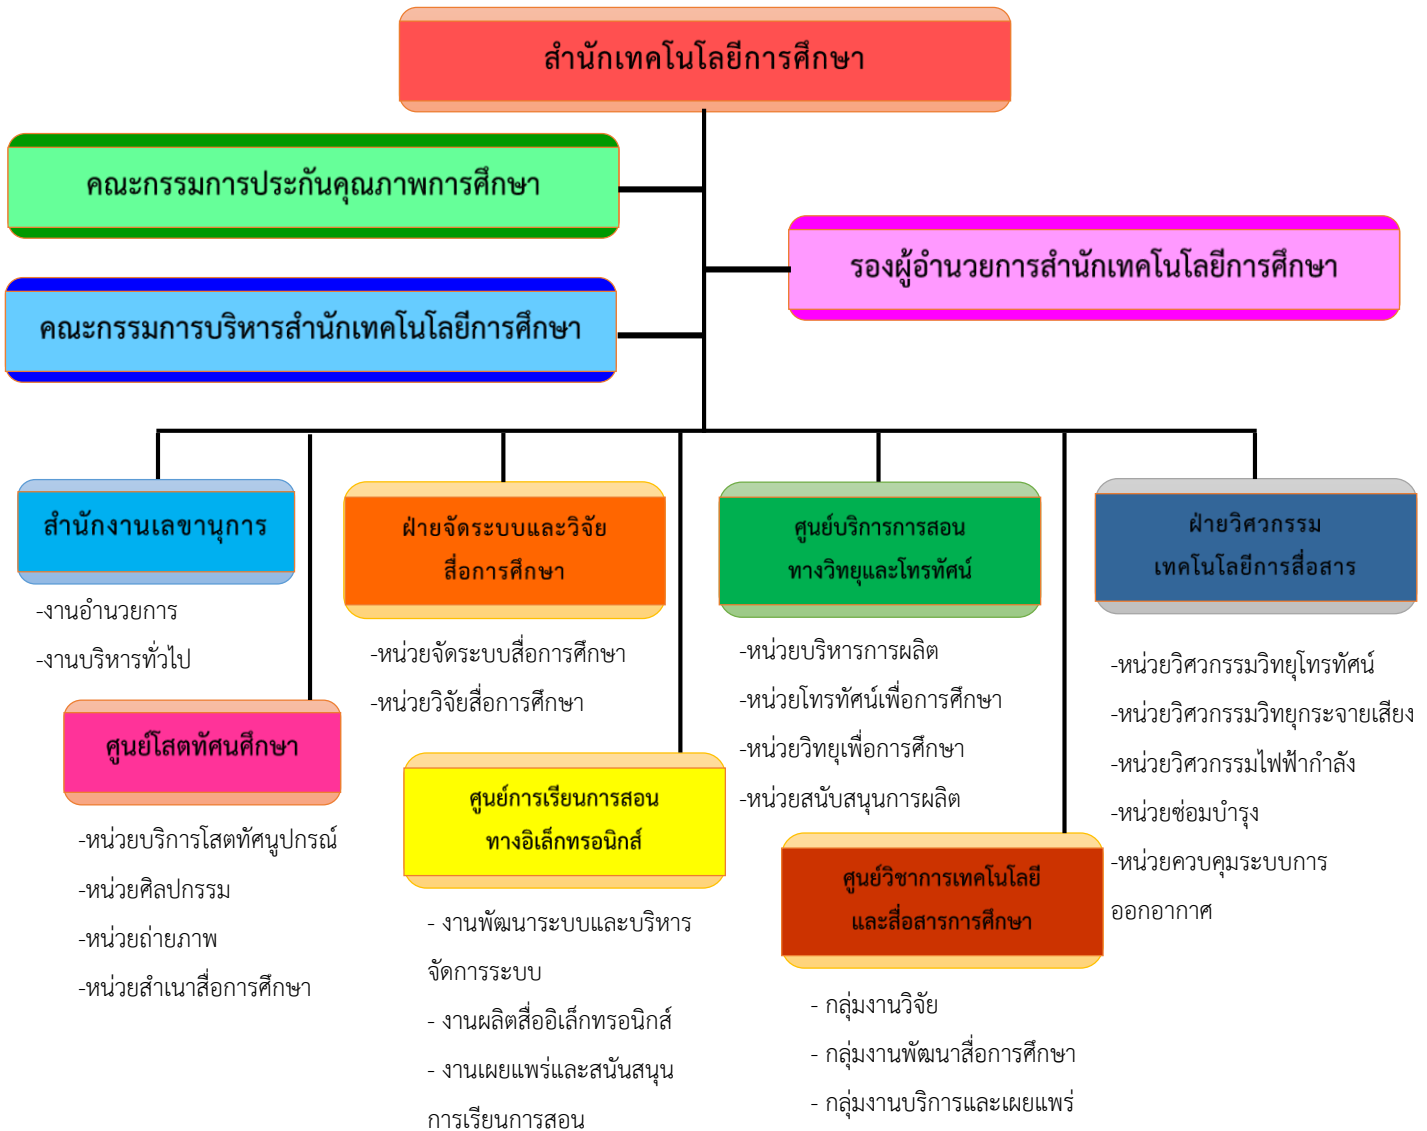 สำนักเทคโนโลยีการศึกษา
คณะกรรมการประกันคุณภาพการศึกษา
รองผู้อำนวยการสำนักเทคโนโลยีการศึกษา
คณะกรรมการบริหารสำนักเทคโนโลยีการศึกษา
สำนักงานเลขานุการ
-งานอำนวยการ
-งานบริหารทั่วไป
ศูนย์โสตทัศนศึกษา
-หน่วยบริการโสตทัศนูปกรณ์
-หน่วยศิลปกรรม
-หน่วยถ่ายภาพ
-หน่วยสำเนาสื่อการศึกษา
ฝ่ายจัดระบบและวิจัย
สื่อการศึกษา
-หน่วยจัดระบบสื่อการศึกษา
-หน่วยวิจัยสื่อการศึกษา
ศูนย์การเรียนการสอน
ทางอิเล็กทรอนิกส์
- งานพัฒนาระบบและบริหาร
จัดการระบบ
- งานผลิตสื่ออิเล็กทรอนิกส์
- งานเผยแพร่และสนันสนุน
การเรียนการสอน
ศูนย์บริการการสอน
ทางวิทยุและโทรทัศน์
-หน่วยบริหารการผลิต
-หน่วยโทรทัศน์เพื่อการศึกษา
-หน่วยวิทยุเพื่อการศึกษา
-หน่วยสนับสนุนการผลิต
ศูนย์วิชาการเทคโนโลยี
และสื่อสารการศึกษา
- กลุ่มงานวิจัย
- กลุ่มงานพัฒนาสื่อการศึกษา
- กลุ่มงานบริการและเผยแพร่
ฝ่ายวิศวกรรม
เทคโนโลยีการสื่อสาร
-หน่วยวิศวกรรมวิทยุโทรทัศน์
-หน่วยวิศวกรรมวิทยุกระจายเสียง
-หน่วยวิศวกรรมไฟฟ้ากำลัง
-หน่วยซ่อมบำรุง
-หน่วยควบคุมระบบการ
ออกอากาศ